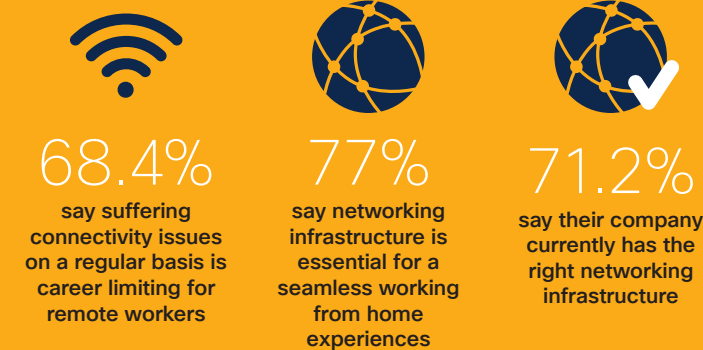 68.4%
say suffering
connectivity issues
on a regular basis is
career limiting for
remote workers
77%
say networking
infrastructure is
essential for a
seamless working
from home
experiences
71.2%
say their company
currently has the
right networking
infrastructure